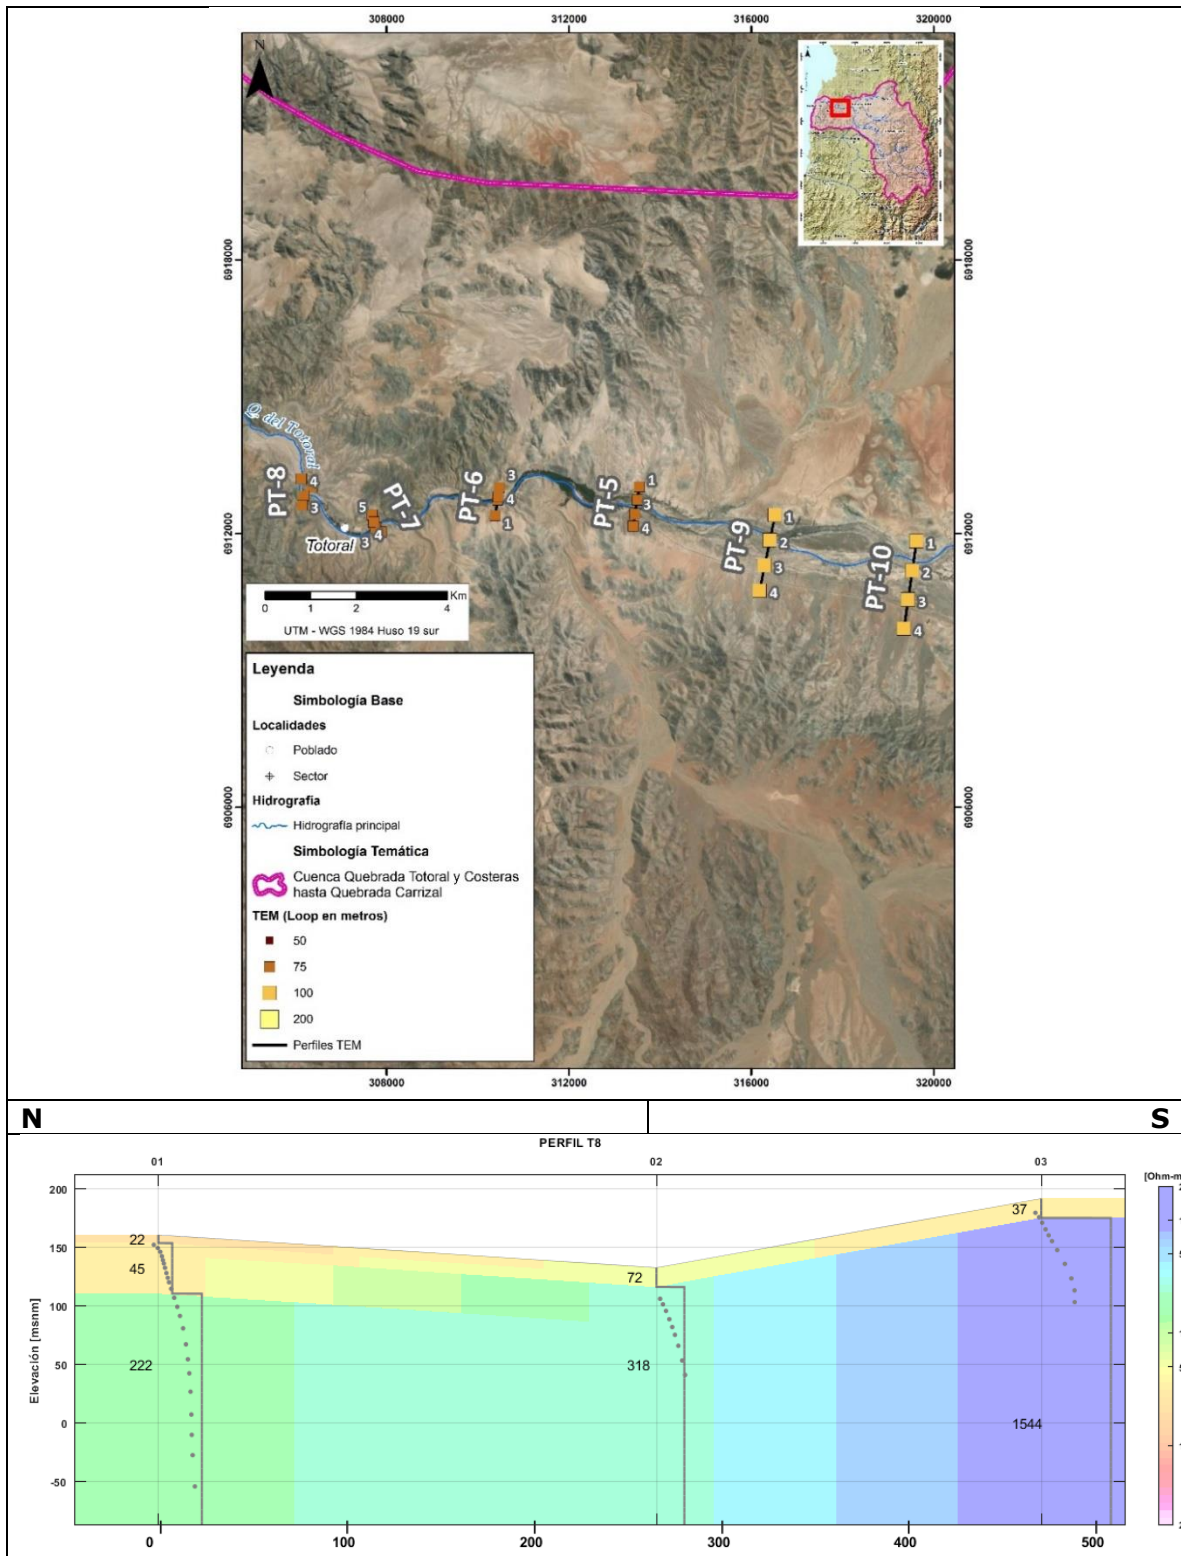 308000 312000 316000 320000
N
6918000 6918000
Q. del Totoral
PT-8
4
3
PT-7
5
4
3
Totoral
PT-6
3
4
1
PT-5
1
3
4
PT-9
1
2
3
4
PT-10
1
2
3
4
6912000 6912000
0 1 2 4 Km
UTM - WGS 1984 Huso 19 sur
Leyenda
Simbología Base
Localidades
Poblado
Sector
Hidrografía
Hidrografía principal
Simbología Temática
Cuenca Quebrada Totoral y Costeras
hasta Quebrada Carrizal
TEM (Loop en metros)
50
75
100
200
Perfiles TEM
6906000 6906000
308000 312000 316000 320000
N S
PERFIL T8
01 02 03
[Ohm-m
200
150
100
50
0
-50
Elevación [msnm]
22
45
222
72
318
37
1544
0 100 200 300 400 500